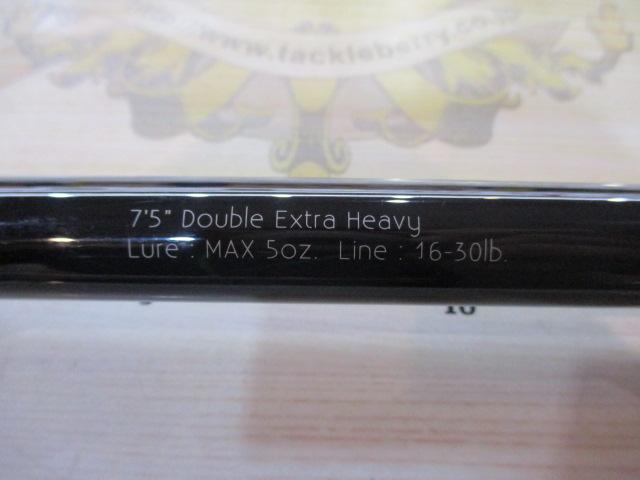 www.tackleberry.co.jp
7'5" Double Extra Heavy
Lure : MAX 5oz. Line : 16-30lb.
10